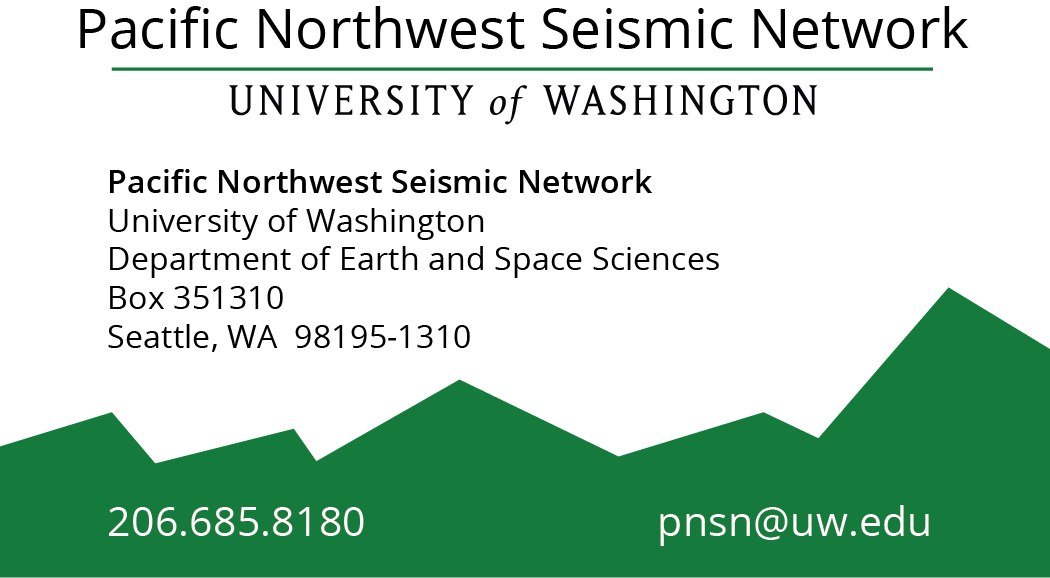 Pacific Northwest Seismic Network
UNIVERSITY of WASHINGTON
Pacific Northwest Seismic Network
University of Washington
Department of Earth and Space Sciences
Box 351310
Seattle, WA  98195-1310
206.685.8180
pnsn@uw.edu